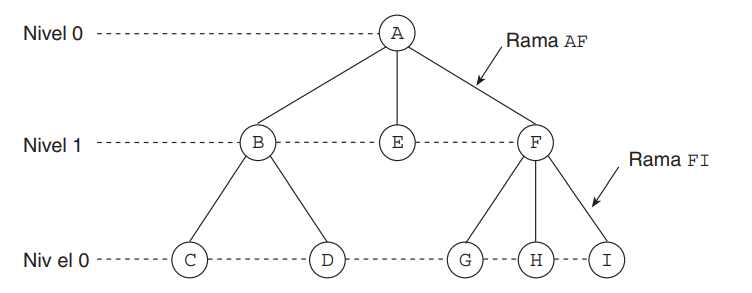 Nivel 0
A
Rama AF
Nivel 1
B
E
F
Rama FI
Niv el 0
C
D
G
H
I